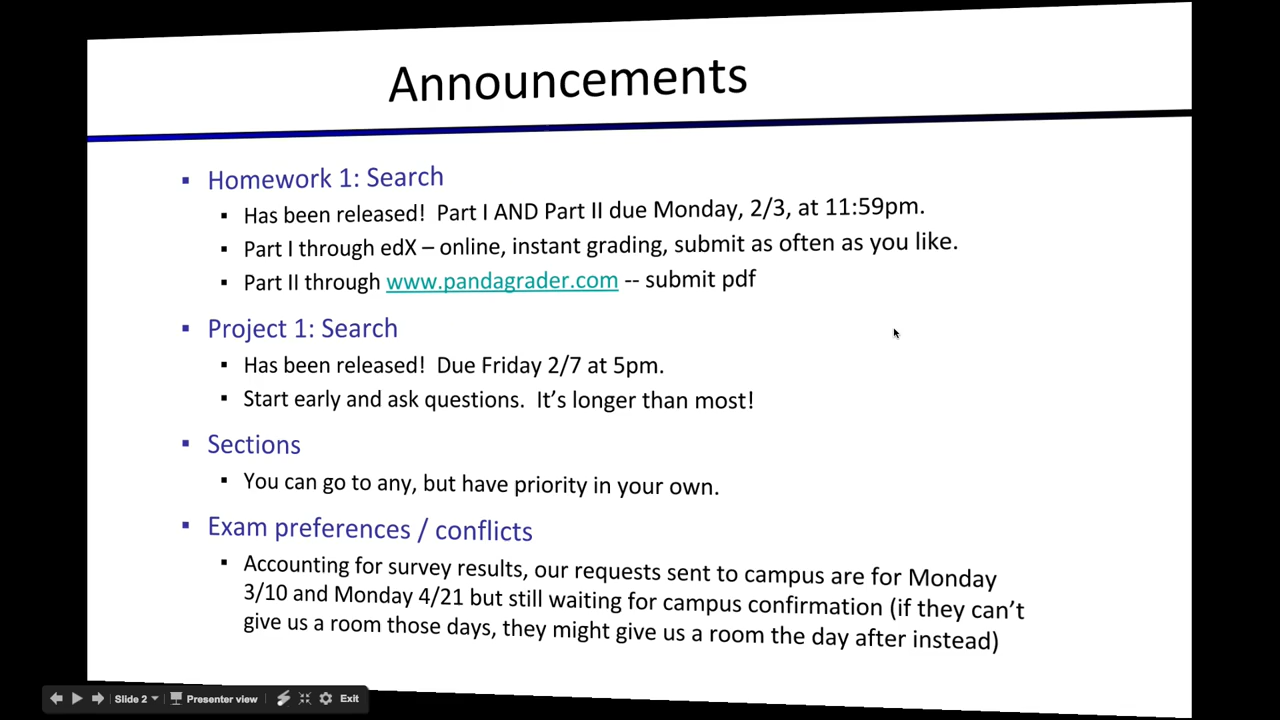 Announcements
▪ Homework 1: Search
▪ Has been released!  Part I AND Part II due Monday, 2/3, at 11:59pm.
▪ Part I through edX – online, instant grading, submit as often as you like.
▪ Part II through www.pandagrader.com -- submit pdf
▪ Project 1: Search
▪ Has been released!  Due Friday 2/7 at 5pm.
▪ Start early and ask questions.  It’s longer than most!
▪ Sections
▪ You can go to any, but have priority in your own.
▪ Exam preferences / conflicts
▪ Accounting for survey results, our requests sent to campus are for Monday
3/10 and Monday 4/21 but still waiting for campus confirmation (if they can’t
give us a room those days, they might give us a room the day after instead)
Slide 2 Presenter view Exit